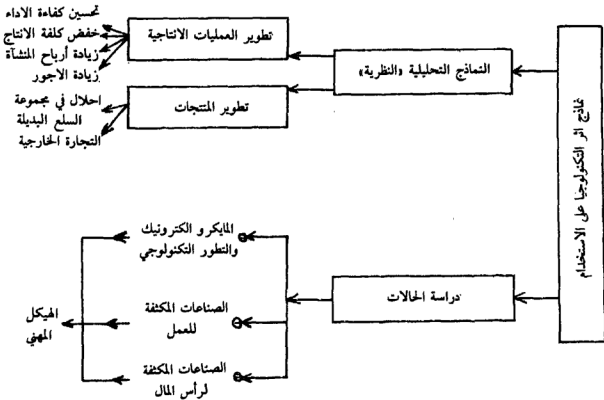 نماذج اثر التكنولوجيا على الاستخدام
النماذج التحليلية «النظرية»
تطوير العمليات الانتاجية
تحسين كفاءة الاداء
خفض كلفة الانتاج
زيادة أرباح المنشآة
زيادة الاجور
تطوير المنتجات
احلال في مجموعة
السلع البديلة
التجارة الخارجية
دراسة الحالات
المايكرو الكترونيك
والتطور التكنولوجي
الصناعات المكثفة
للعمل
الصناعات المكثفة
لرأس المال
الهيكل
المهني